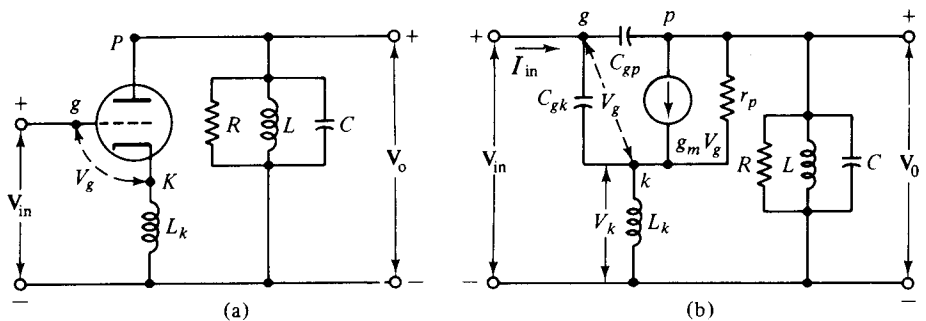 P
+
+
g
R
L
C
V_g
K
V_in
V_o
L_k
−
−
(a)
g
p
+
+
I_in
C_gp
C_gk
V_g
r_p
g_m V_g
V_in
k
R
L
C
V_0
V_k
L_k
−
−
(b)